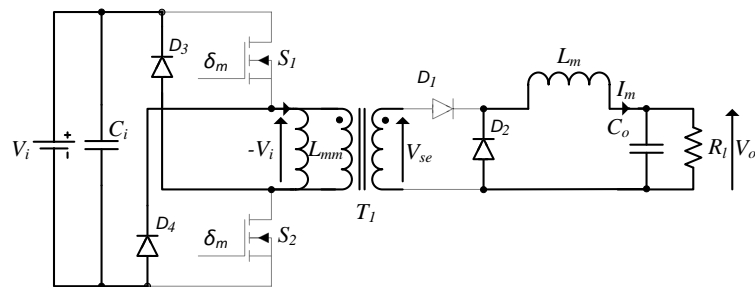 D3
δm
S1
Lm
D1
Im
Vi
+
-
Ci
-Vi
Lmm
Vse
D2
Co
Rl
Vo
T1
D4
δm
S2